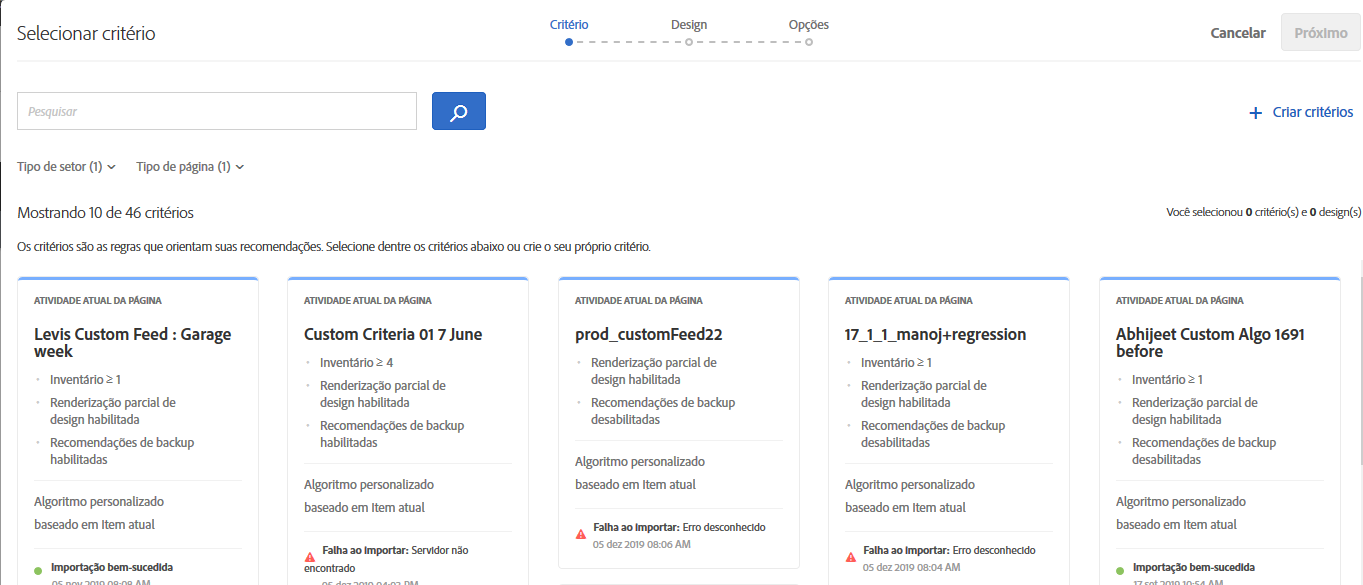 Selecionar critério
Critério
Design
Opções
Cancelar
Próximo
Pesquisar
+ Criar critérios
Tipo de setor (1)
Tipo de página (1)
Mostrando 10 de 46 critérios
Você selecionou 0 critério(s) e 0 design(s)
Os critérios são as regras que orientam suas recomendações. Selecione dentre os critérios abaixo ou crie o seu próprio critério.
ATIVIDADE ATUAL DA PÁGINA
Levis Custom Feed : Garage
week
Inventário ≥ 1
Renderização parcial de
design habilitada
Recomendações de backup
habilitadas
Algoritmo personalizado
baseado em Item atual
Importação bem-sucedida
05 nov 2019 08:08 AM
ATIVIDADE ATUAL DA PÁGINA
Custom Criteria 01 7 June
Inventário ≥ 4
Renderização parcial de
design habilitada
Recomendações de backup
habilitadas
Algoritmo personalizado
baseado em Item atual
Falha ao importar: Servidor não
encontrado
05 dez 2019 04:03 PM
ATIVIDADE ATUAL DA PÁGINA
prod_customFeed22
Renderização parcial de
design habilitada
Recomendações de backup
desabilitadas
Algoritmo personalizado
baseado em Item atual
Falha ao importar: Erro desconhecido
05 dez 2019 08:06 AM
ATIVIDADE ATUAL DA PÁGINA
17_1_1_manoj+regression
Inventário ≥ 1
Renderização parcial de
design habilitada
Recomendações de backup
desabilitadas
Algoritmo personalizado
baseado em Item atual
Falha ao importar: Erro desconhecido
05 dez 2019 08:04 AM
ATIVIDADE ATUAL DA PÁGINA
Abhijeet Custom Algo 1691
before
Inventário ≥ 1
Renderização parcial de
design habilitada
Recomendações de backup
desabilitadas
Algoritmo personalizado
baseado em Item atual
Importação bem-sucedida
17 set 2019 10:54 AM